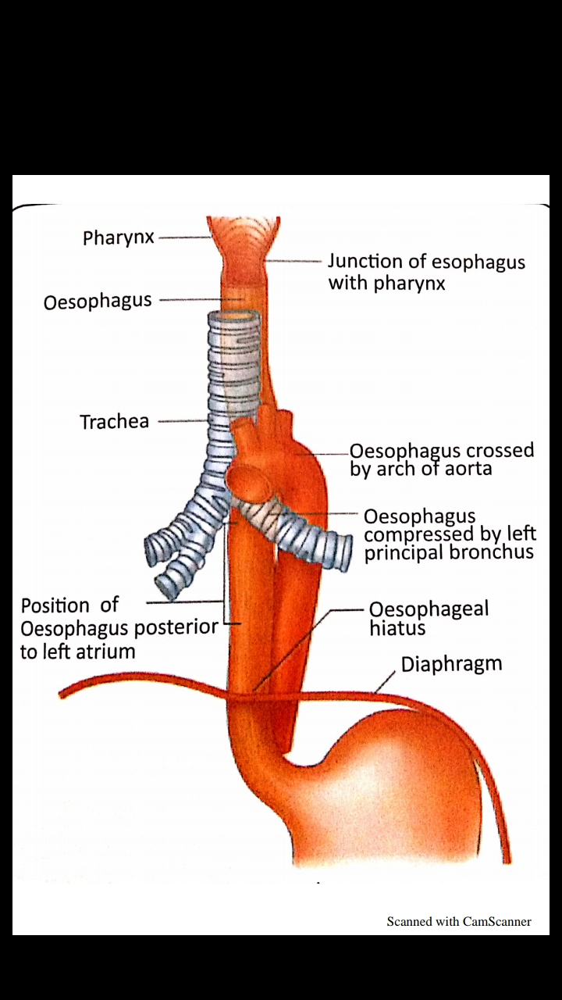 Pharynx
Junction of esophagus
with pharynx
Oesophagus
Trachea
Oesophagus crossed
by arch of aorta
Oesophagus
compressed by left
principal bronchus
Position of
Oesophagus posterior
to left atrium
Oesophageal
hiatus
Diaphragm
Scanned with CamScanner